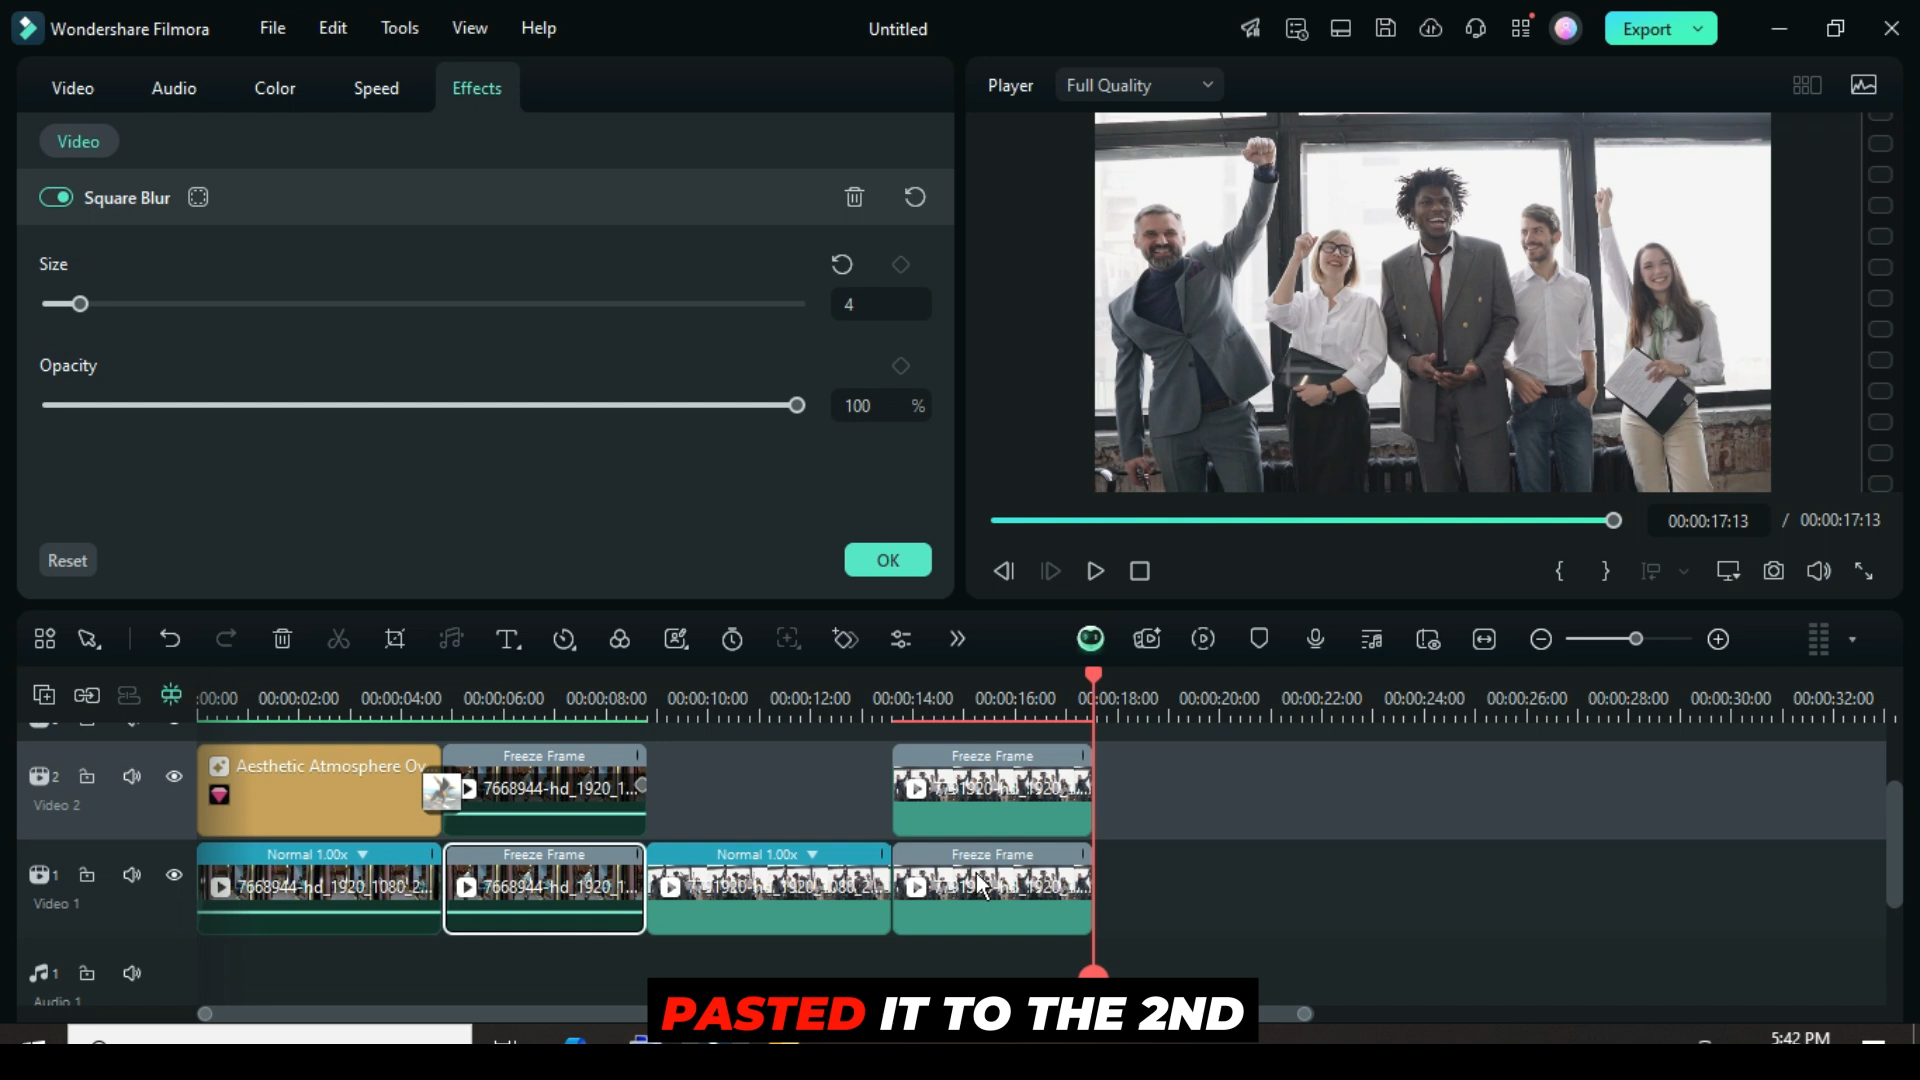 Wondershare Filmora
File
Edit
Tools
View
Help
Untitled
Export
Video
Audio
Color
Speed
Effects
Player
Full Quality
Video
Square Blur
Size
4
Opacity
100
%
Reset
OK
00:00:17:13
/ 00:00:17:13
:00:00
00:00:02:00
00:00:04:00
00:00:06:00
00:00:08:00
00:00:10:00
00:00:12:00
00:00:14:00
00:00:16:00
00:00:18:00
00:00:20:00
00:00:22:00
00:00:24:00
00:00:26:00
00:00:28:00
00:00:30:00
00:00:32:00
2
Video 2
Aesthetic Atmosphere Ov
Freeze Frame
7668944-hd_1920_1...
Freeze Frame
7791920-hd_1920_1...
1
Video 1
Normal 1.00x
7668944-hd_1920_1080_2...
Freeze Frame
7668944-hd_1920_1...
Normal 1.00x
7791920-hd_1920_1080_2...
Freeze Frame
1
Audio 1
PASTED IT TO THE 2ND
5:42 PM